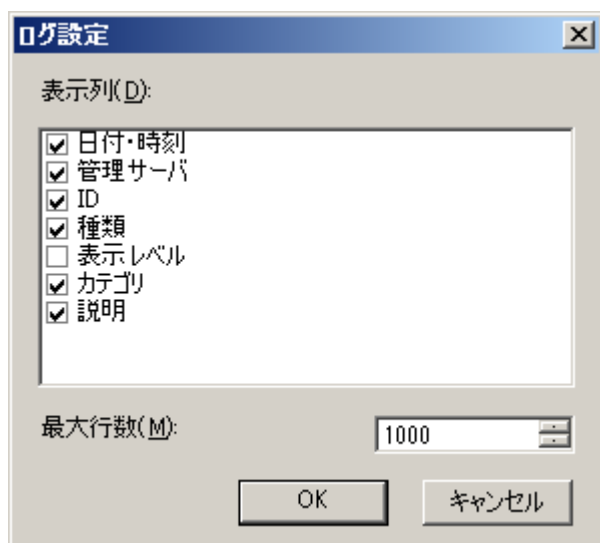 ログ設定
表示列(D):
日付・時刻
管理サーバ
ID
種類
表示レベル
カテゴリ
説明
最大行数(M):
1000
OK
キャンセル